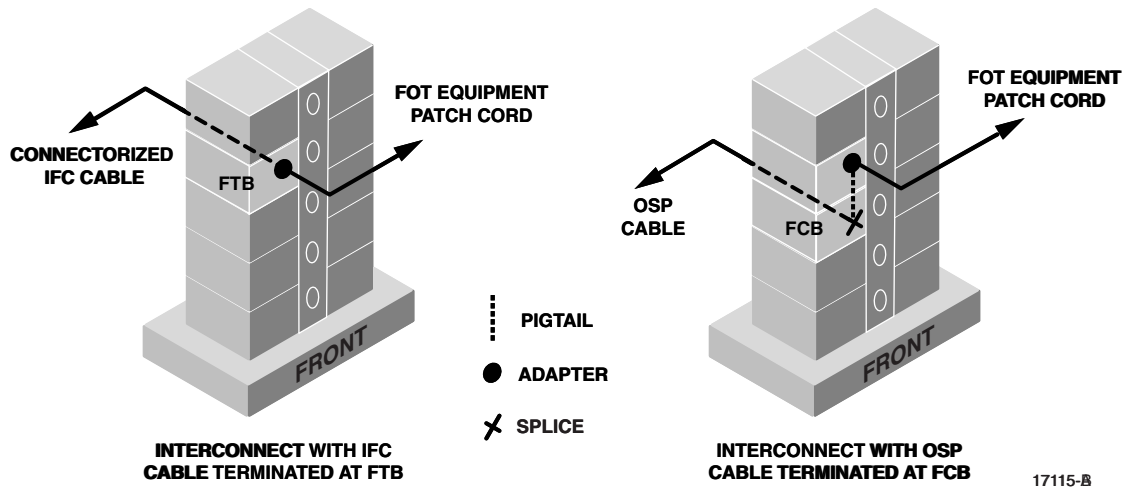 FOT EQUIPMENT
PATCH CORD
CONNECTORIZED
IFC CABLE
FTB
FRONT
INTERCONNECT WITH IFC
CABLE TERMINATED AT FTB
PIGTAIL
ADAPTER
SPLICE
FOT EQUIPMENT
PATCH CORD
OSP
CABLE
FCB
FRONT
INTERCONNECT WITH OSP
CABLE TERMINATED AT FCB
17115-B